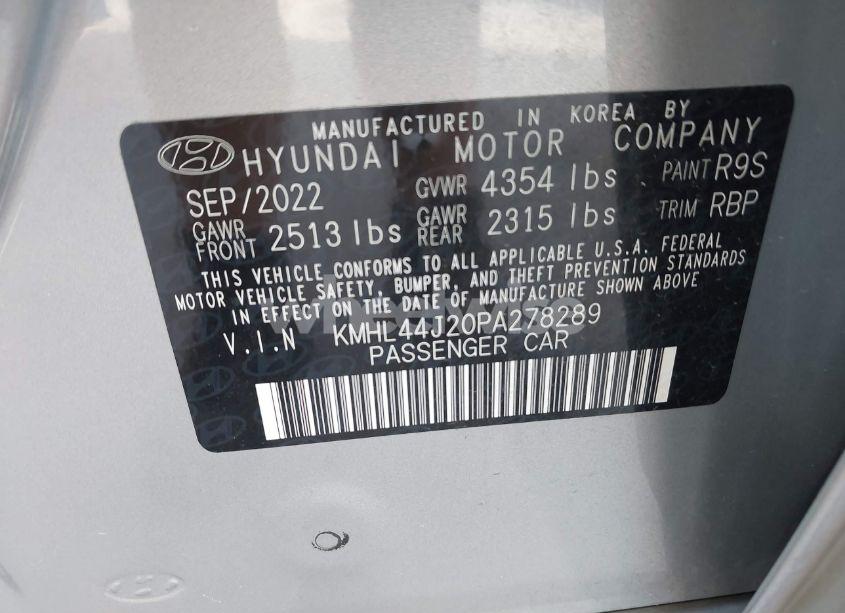 MANUFACTURED IN KOREA BY
HYUNDAI MOTOR COMPANY
SEP/2022 GVWR 4354 lbs PAINT R9S
GAWR FRONT 2513 lbs GAWR REAR 2315 lbs TRIM RBP
THIS VEHICLE CONFORMS TO ALL APPLICABLE U.S.A. FEDERAL
MOTOR VEHICLE SAFETY, BUMPER, AND THEFT PREVENTION STANDARDS
IN EFFECT ON THE DATE OF MANUFACTURE SHOWN ABOVE
V.I.N KMHL44J20PA278289
PASSENGER CAR